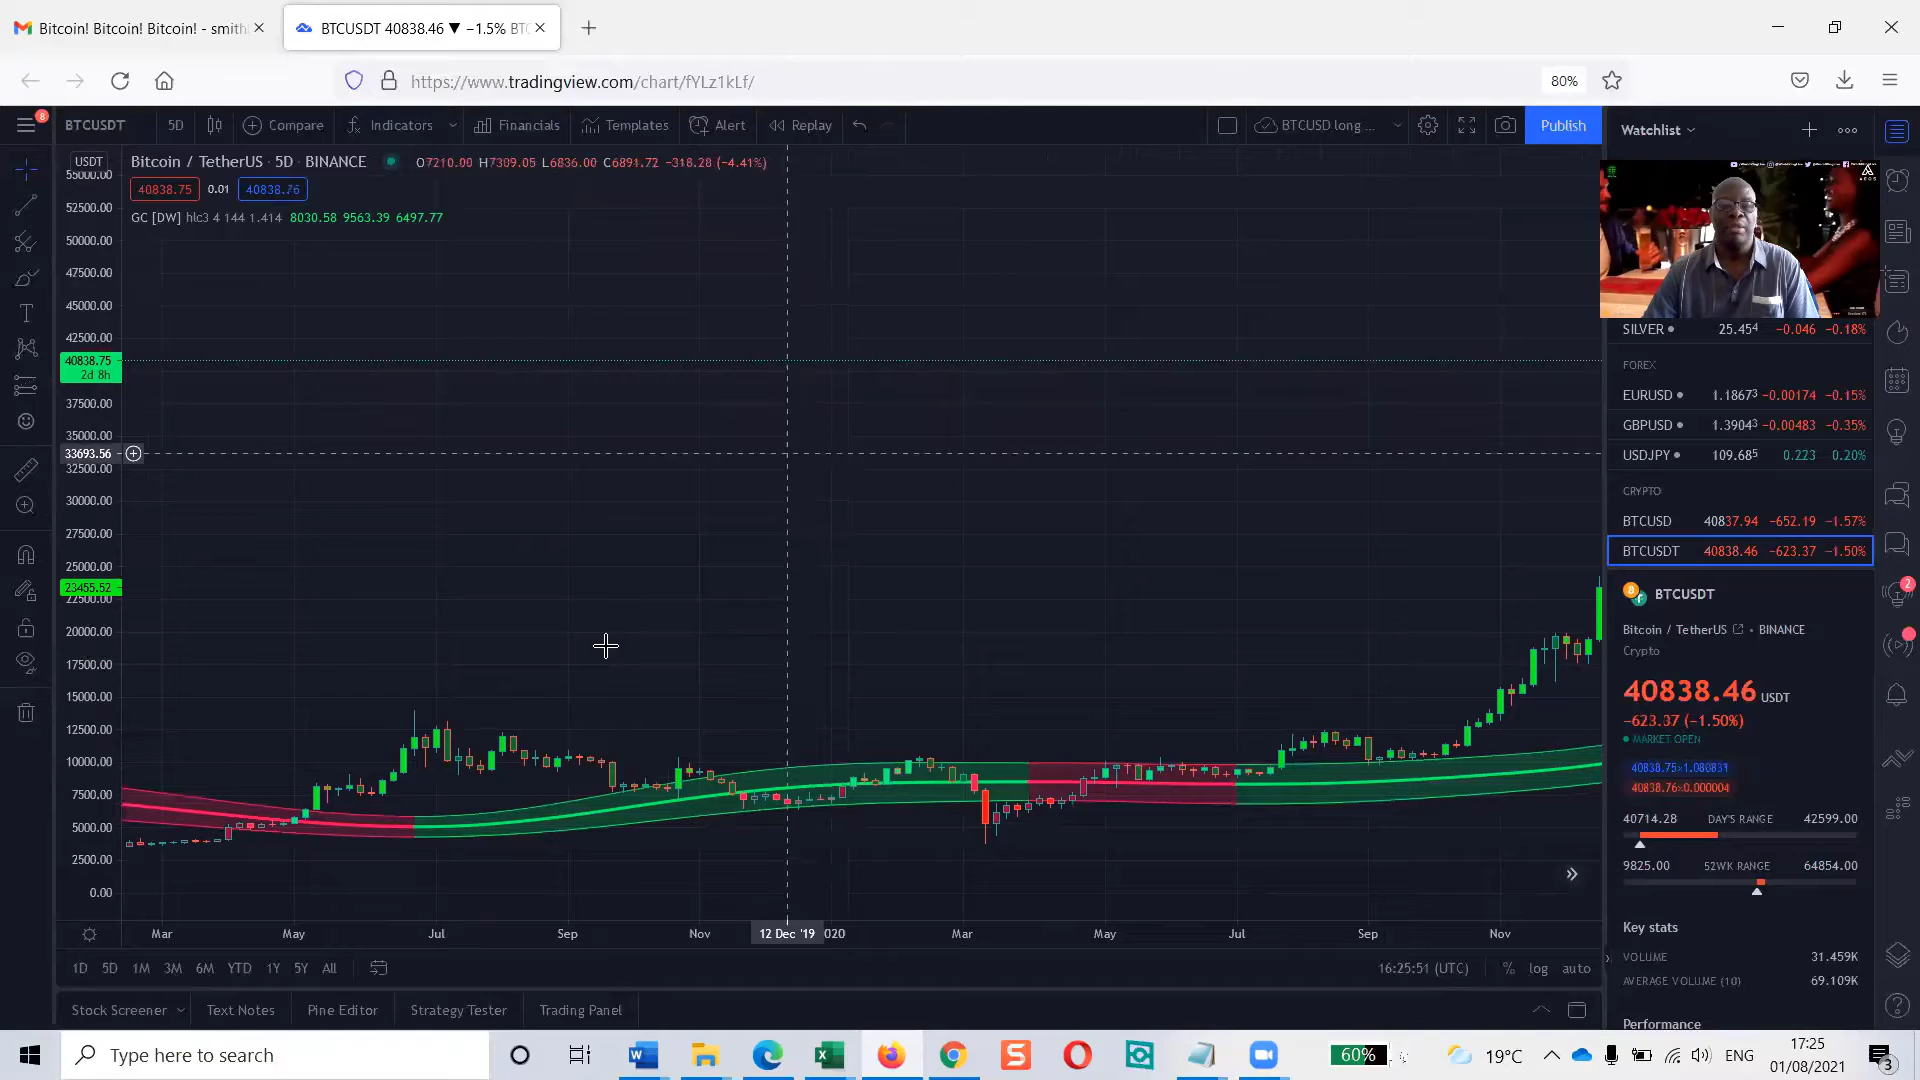 Bitcoin! Bitcoin! Bitcoin! - smith
BTCUSDT 40838.46 ▼ −1.5% BTC
https://www.tradingview.com/chart/fYLz1kLf/
80%
BTCUSDT 5D Compare Indicators Financials Templates Alert Replay BTCUSD long ... Publish
8
Watchlist
USDT
Bitcoin / TetherUS · 5D · BINANCE O7210.00 H7309.05 L6836.00 C6891.72 −318.28 (−4.41%)
40838.75 0.01 40838.76
GC [DW] hlc3 4 144 1.414 8030.58 9563.39 6497.77
55000.00
52500.00
50000.00
47500.00
45000.00
42500.00
40838.75
2d 8h
37500.00
35000.00
33693.56
32500.00
30000.00
27500.00
25000.00
23455.52
22500.00
20000.00
17500.00
15000.00
12500.00
10000.00
7500.00
5000.00
2500.00
0.00
Mar May Jul Sep Nov 12 Dec '19 020 Mar May Jul Sep Nov
1D 5D 1M 3M 6M YTD 1Y 5Y All
16:25:51 (UTC) % log auto
Stock Screener Text Notes Pine Editor Strategy Tester Trading Panel
SILVER 25.454 −0.046 −0.18%
FOREX
EURUSD 1.18673 −0.00174 −0.15%
GBPUSD 1.39043 −0.00483 −0.35%
USDJPY 109.685 0.223 0.20%
CRYPTO
BTCUSD 40837.94 −652.19 −1.57%
BTCUSDT 40838.46 −623.37 −1.50%
BTCUSDT
Bitcoin / TetherUS • BINANCE
Crypto
40838.46 USDT
−623.37 (−1.50%)
MARKET OPEN
40838.75×1.080831
40838.76×0.000004
40714.28 DAY'S RANGE 42599.00
9825.00 52WK RANGE 64854.00
Key stats
VOLUME 31.459K
AVERAGE VOLUME (10) 69.109K
Performance
2
Type here to search
60%
19°C
ENG
17:25
01/08/2021
3